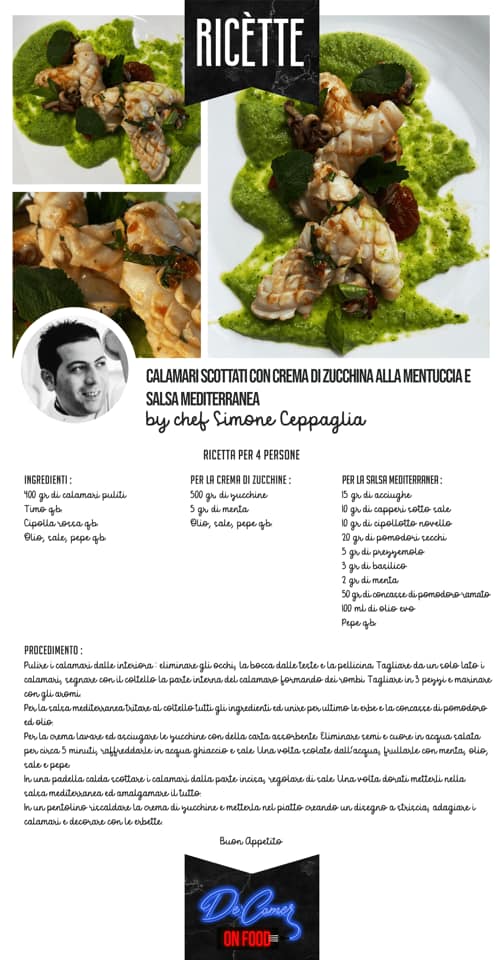 RICÈTTE
CALAMARI SCOTTATI CON CREMA DI ZUCCHINA ALLA MENTUCCIA E
SALSA MEDITERRANEA
by chef Simone Ceppaglia
RICETTA PER 4 PERSONE
INGREDIENTI :
400 gr di calamari puliti
Timo qb
Cipolla rossa qb
Olio, sale, pepe qb
PER LA CREMA DI ZUCCHINE :
500 gr di zucchine
5 gr di menta
Olio, sale, pepe qb
PER LA SALSA MEDITERRANEA :
15 gr di acciughe
10 gr di capperi sotto sale
10 gr di cipollotto novello
20 gr di pomodori secchi
5 gr di prezzemolo
3 gr di basilico
2 gr di menta
50 gr di concasse di pomodoro ramato
100 ml di olio evo
Pepe qb
PROCEDIMENTO :
Pulire i calamari dalle interiora : eliminare gli occhi, la bocca dalle teste e la pellicina. Tagliare da un solo lato i
calamari, segnare con il coltello la parte interna del calamaro formando dei rombi. Tagliare in 3 pezzi e marinare
con gli aromi.
Per la salsa mediterranea tritare al coltello tutti gli ingredienti ed unire per ultimo le erbe e la concasse di pomodoro
ed olio.
Per la crema lavare ed asciugare le zucchine con della carta assorbente. Eliminare semi e cuore in acqua salata
per circa 5 minuti, raffreddarle in acqua ghiaccio e sale. Una volta scolate dall'acqua, frullarle con menta, olio,
sale e pepe.
In una padella calda scottare i calamari dalla parte incisa, regolare di sale. Una volta dorati metterli nella
salsa mediterranea ed amalgamare il tutto.
In un pentolino riscaldare la crema di zucchine e metterla nel piatto creando un disegno a striscia, adagiare i
calamari e decorare con le erbette.
Buon Appetito
De Comer
ON FOOD